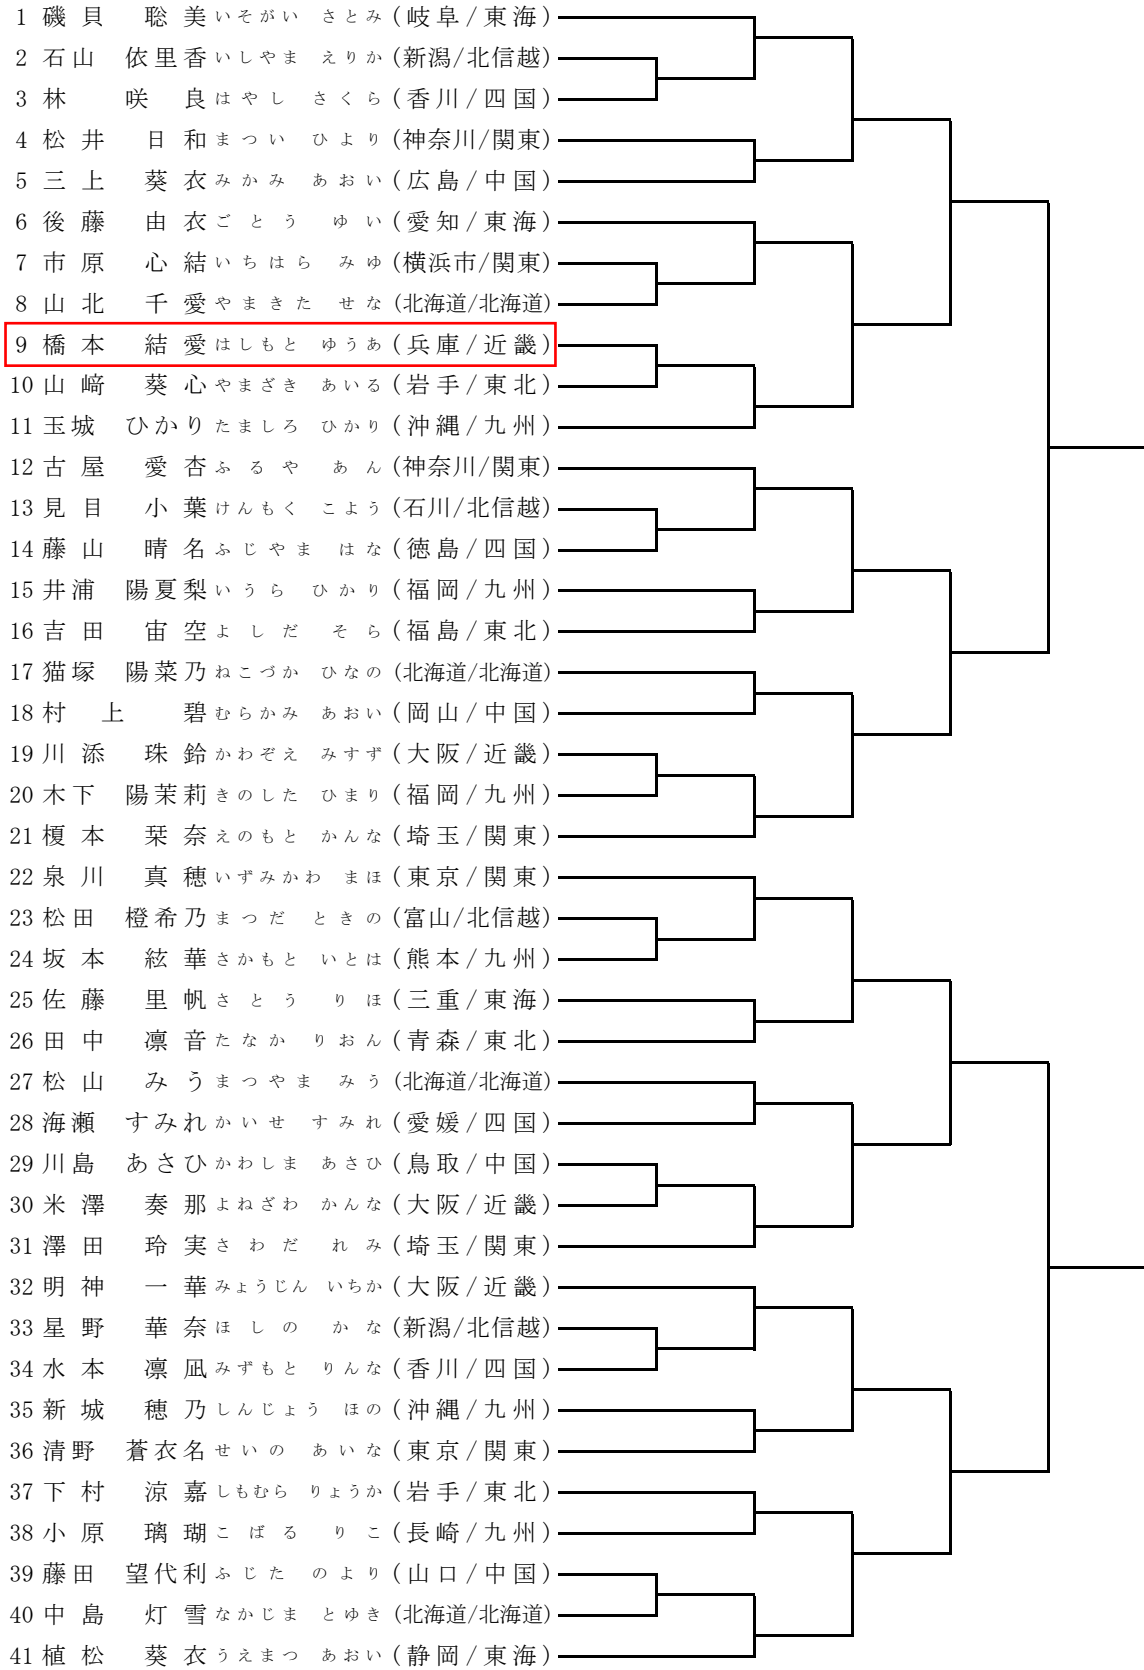 1 磯貝 聡美 いそがい さとみ (岐阜/東海)
2 石山 依里香 いしやま えりか (新潟/北信越)
3 林 咲良 はやし さくら (香川/四国)
4 松井 日和 まつい ひより (神奈川/関東)
5 三上 葵衣 みかみ あおい (広島/中国)
6 後藤 由衣 ごとう ゆい (愛知/東海)
7 市原 心結 いちはら みゆ (横浜市/関東)
8 山北 千愛 やまきた せな (北海道/北海道)
9 橋本 結愛 はしもと ゆうあ (兵庫/近畿)
10 山﨑 葵心 やまざき あいる (岩手/東北)
11 玉城 ひかり たましろ ひかり (沖縄/九州)
12 古屋 愛杏 ふるや あん (神奈川/関東)
13 見目 小葉 けんもく こよう (石川/北信越)
14 藤山 晴名 ふじやま はな (徳島/四国)
15 井浦 陽夏梨 いうら ひかり (福岡/九州)
16 吉田 宙空 よしだ そら (福島/東北)
17 猫塚 陽菜乃 ねこづか ひなの (北海道/北海道)
18 村上 碧 むらかみ あおい (岡山/中国)
19 川添 珠鈴 かわぞえ みすず (大阪/近畿)
20 木下 陽茉莉 きのした ひまり (福岡/九州)
21 榎本 栞奈 えのもと かんな (埼玉/関東)
22 泉川 真穂 いずみかわ まほ (東京/関東)
23 松田 橙希乃 まつだ ときの (富山/北信越)
24 坂本 絃華 さかもと いとは (熊本/九州)
25 佐藤 里帆 さとう りほ (三重/東海)
26 田中 凛音 たなか りおん (青森/東北)
27 松山 みう まつやま みう (北海道/北海道)
28 海瀬 すみれ かいせ すみれ (愛媛/四国)
29 川島 あさひ かわしま あさひ (鳥取/中国)
30 米澤 奏那 よねざわ かんな (大阪/近畿)
31 澤田 玲実 さわだ れみ (埼玉/関東)
32 明神 一華 みょうじん いちか (大阪/近畿)
33 星野 華奈 ほしの かな (新潟/北信越)
34 水本 凛凪 みずもと りんな (香川/四国)
35 新城 穂乃 しんじょう ほの (沖縄/九州)
36 清野 蒼衣名 せいの あいな (東京/関東)
37 下村 涼嘉 しもむら りょうか (岩手/東北)
38 小原 璃瑚 こばる りこ (長崎/九州)
39 藤田 望代利 ふじた のより (山口/中国)
40 中島 灯雪 なかじま とゆき (北海道/北海道)
41 植松 葵衣 うえまつ あおい (静岡/東海)